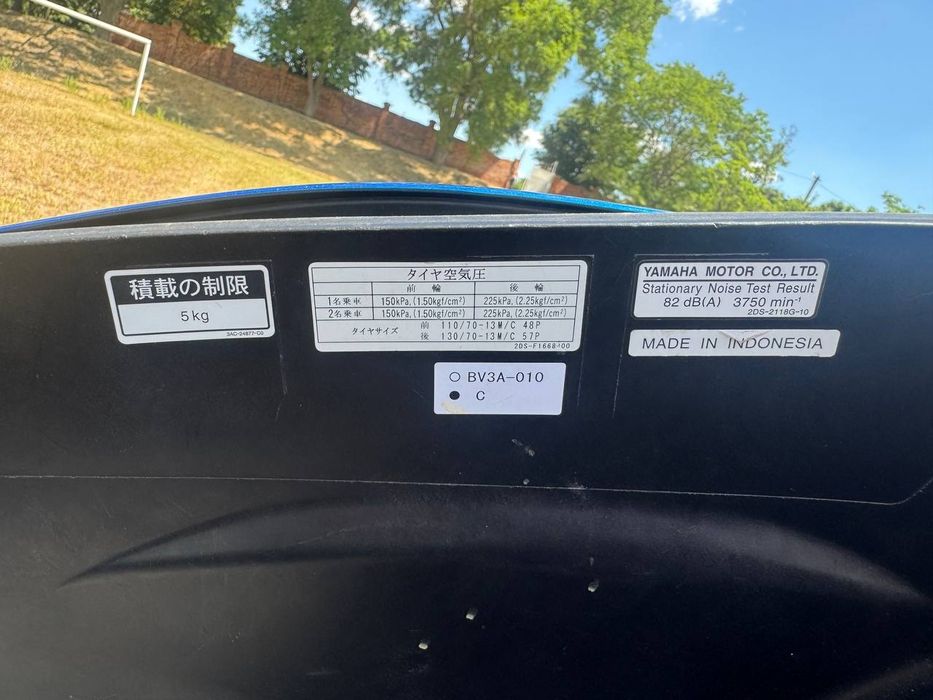 積載の制限
5kg
3AC-24877-C0
タイヤ空気圧
前 輪 後 輪
1名乗車 150kPa,(1.50kgf/cm²) 225kPa,(2.25kgf/cm²)
2名乗車 150kPa,(1.50kgf/cm²) 225kPa,(2.25kgf/cm²)
タイヤサイズ 前 110/70-13M/C 48P
後 130/70-13M/C 57P
2DS-F1668-00
BV3A-010
C
YAMAHA MOTOR CO., LTD.
Stationary Noise Test Result
82 dB(A) 3750 min⁻¹
2DS-2118G-10
MADE IN INDONESIA